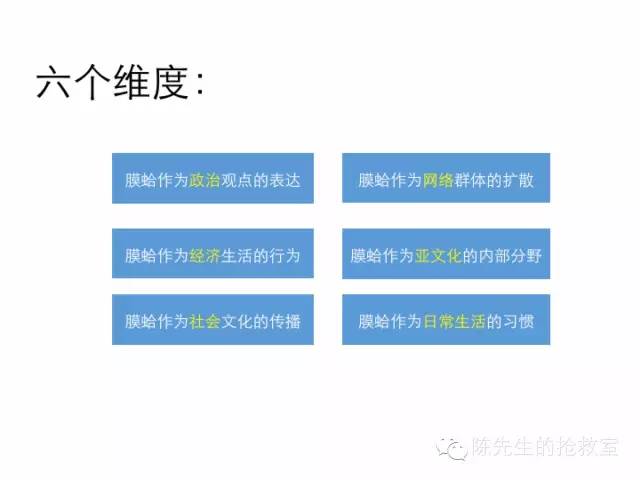 六个维度：
膜蛤作为政治观点的表达
膜蛤作为网络群体的扩散
膜蛤作为经济生活的行为
膜蛤作为亚文化的内部分野
膜蛤作为社会文化的传播
膜蛤作为日常生活的习惯
陈先生的抢救室